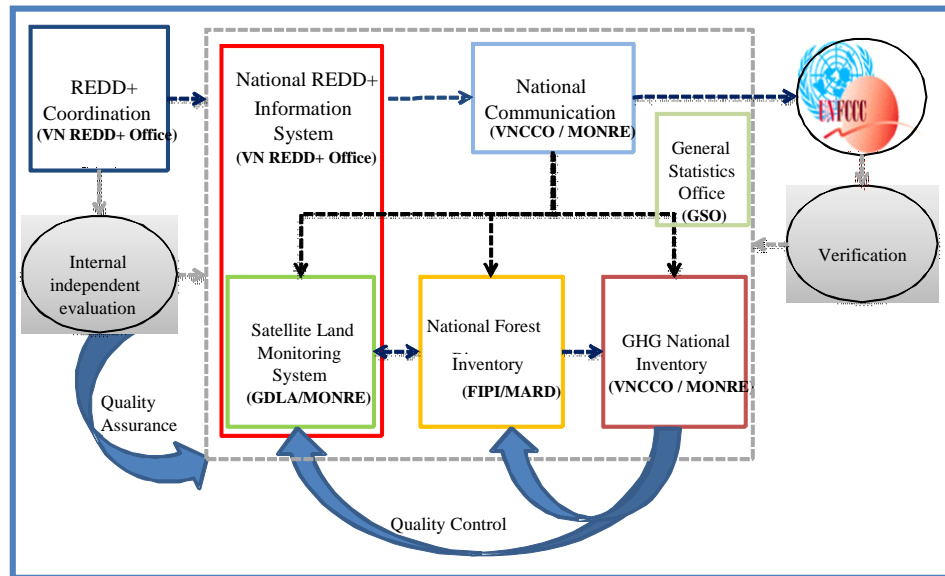 REDD+
Coordination
(VN REDD+ Office)
National REDD+
Information
System
(VN REDD+ Office)
National
Communication
(VNCCO / MONRE)
General
Statistics
Office
(GSO)
UNFCCC
Internal
independent
evaluation
Verification
Satellite Land
Monitoring
System
(GDLA/MONRE)
National Forest
Inventory
(FIPI/MARD)
GHG National
Inventory
(VNCCO / MONRE)
Quality
Assurance
Quality Control